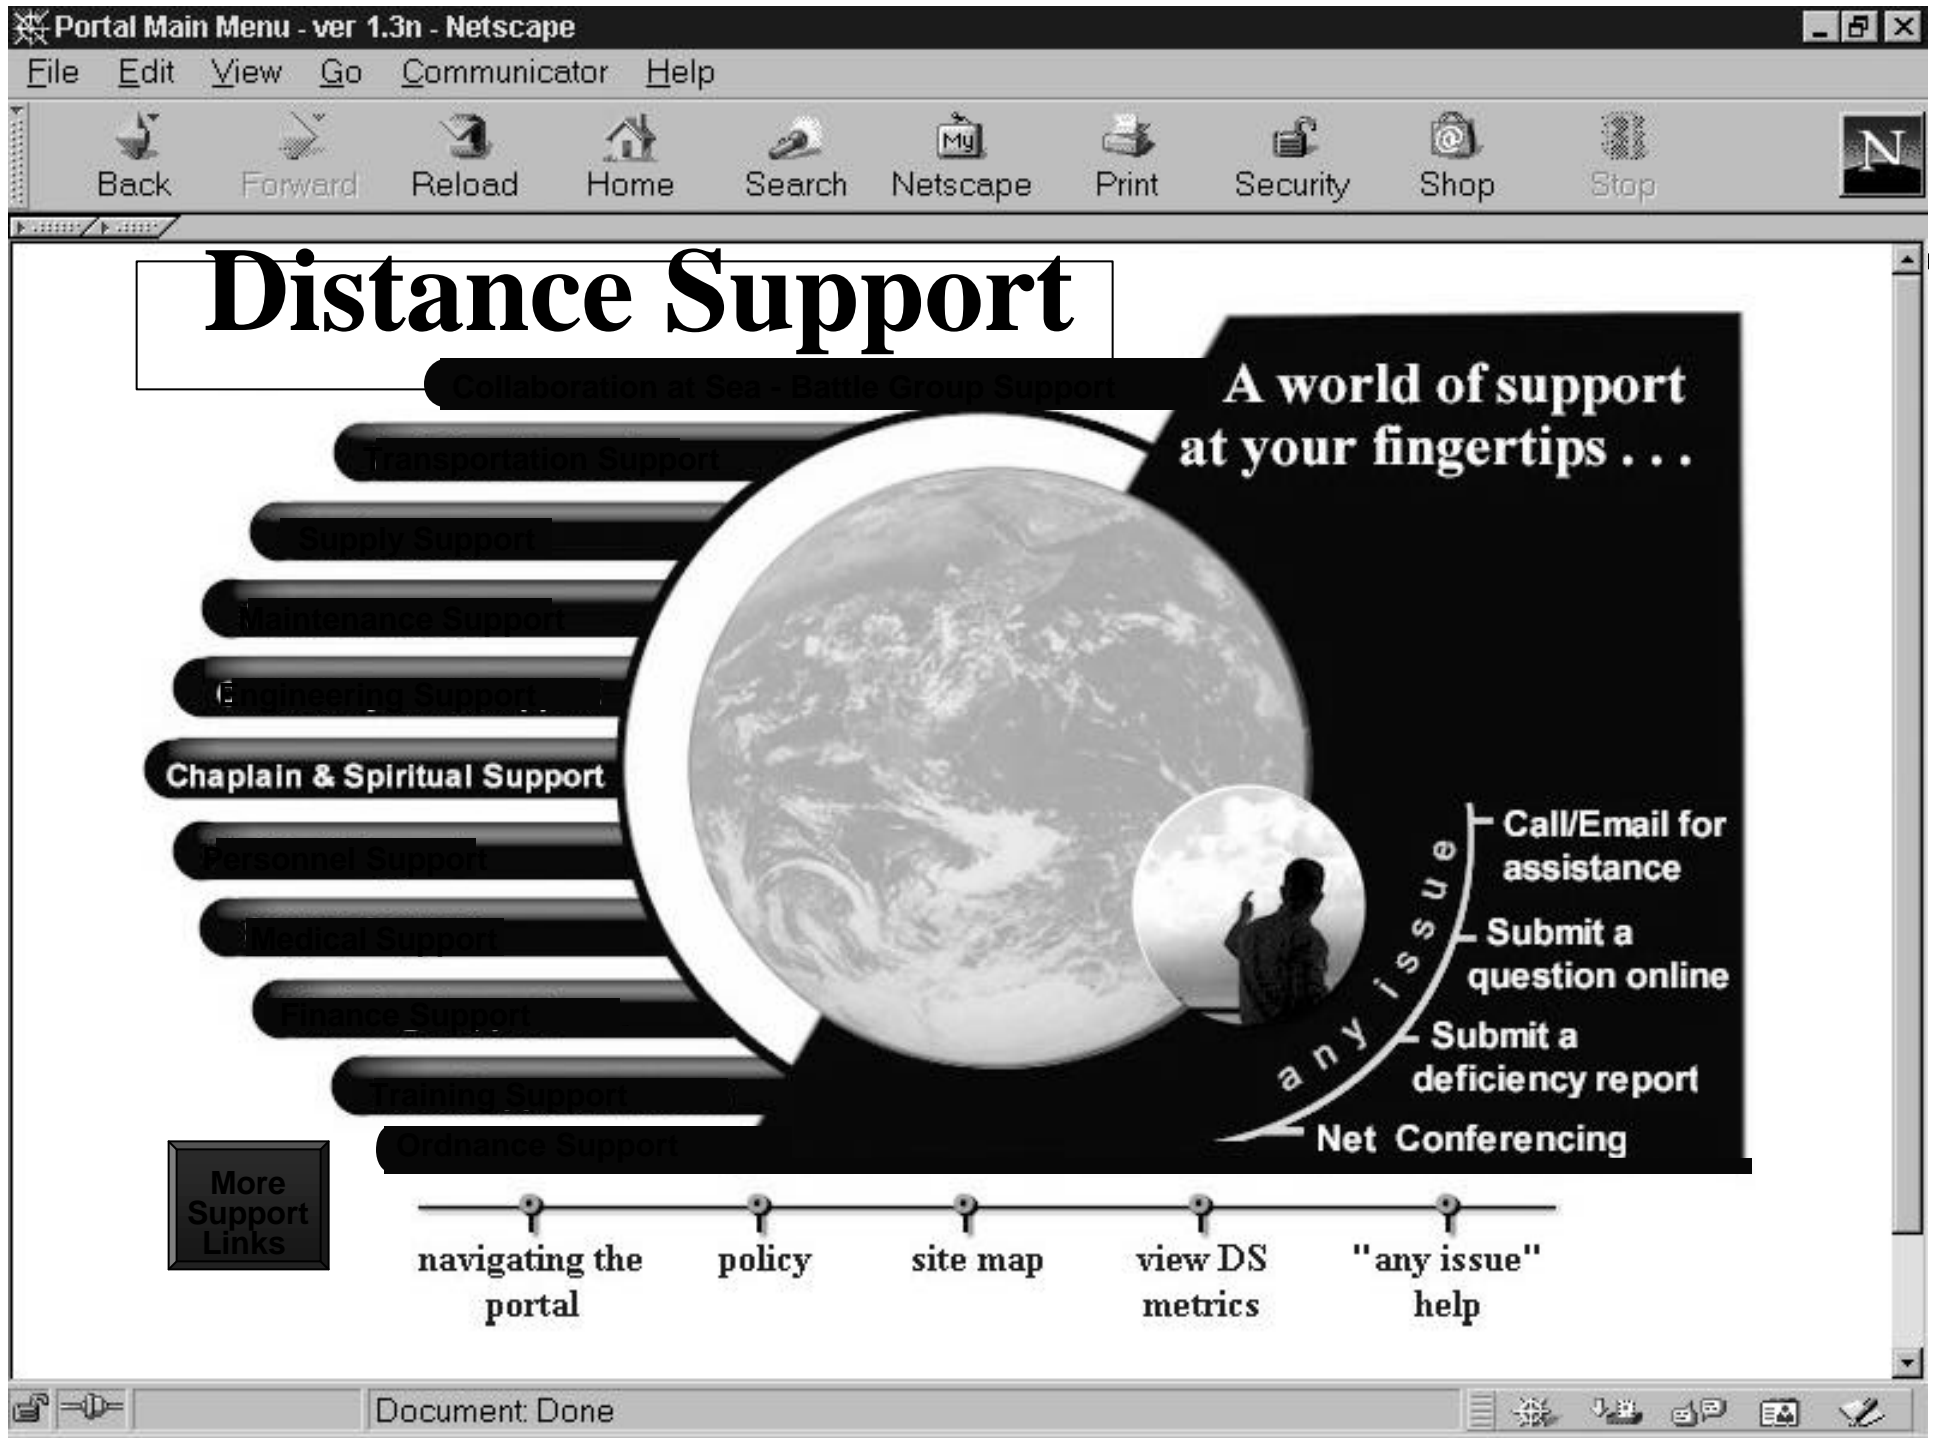 Portal Main Menu - ver 1.3n - Netscape
File Edit View Go Communicator Help
My
Back Forward Reload Home Search Netscape Print Security Shop Stop
N
Distance Support
Collaboration at Sea - Battle Group Support
A world of support
at your fingertips . . .
Transportation Support
Supply Support
Maintenance Support
Engineering Support
Chaplain & Spiritual Support
Personnel Support
Medical Support
Finance Support
Training Support
Ordnance Support
any issue
Call/Email for
assistance
Submit a
question online
Submit a
deficiency report
Net Conferencing
More
Support
Links
navigating the
portal
policy
site map
view DS
metrics
"any issue"
help
Document: Done